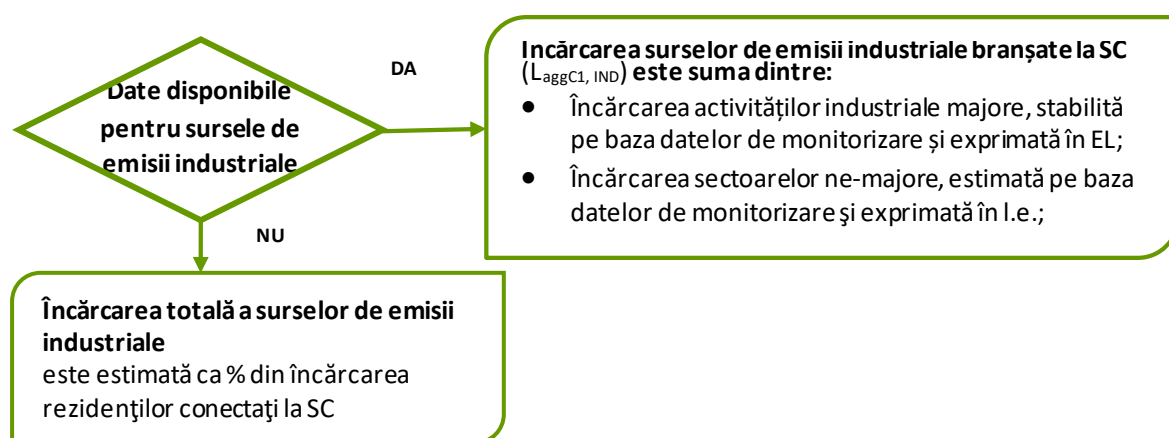 Date disponibile
pentru sursele de
emisii industriale
DA
Incărcarea surselor de emisii industriale branșate la SC
(LaggC1, IND) este suma dintre:
• Încărcarea activităților industriale majore, stabilită
pe baza datelor de monitorizare și exprimată în EL;
• Încărcarea sectoarelor ne-majore, estimată pe baza
datelor de monitorizare şi exprimată în l.e.;
NU
Încărcarea totală a surselor de emisii
industriale
este estimată ca % din încărcarea
rezidenţilor conectaţi la SC